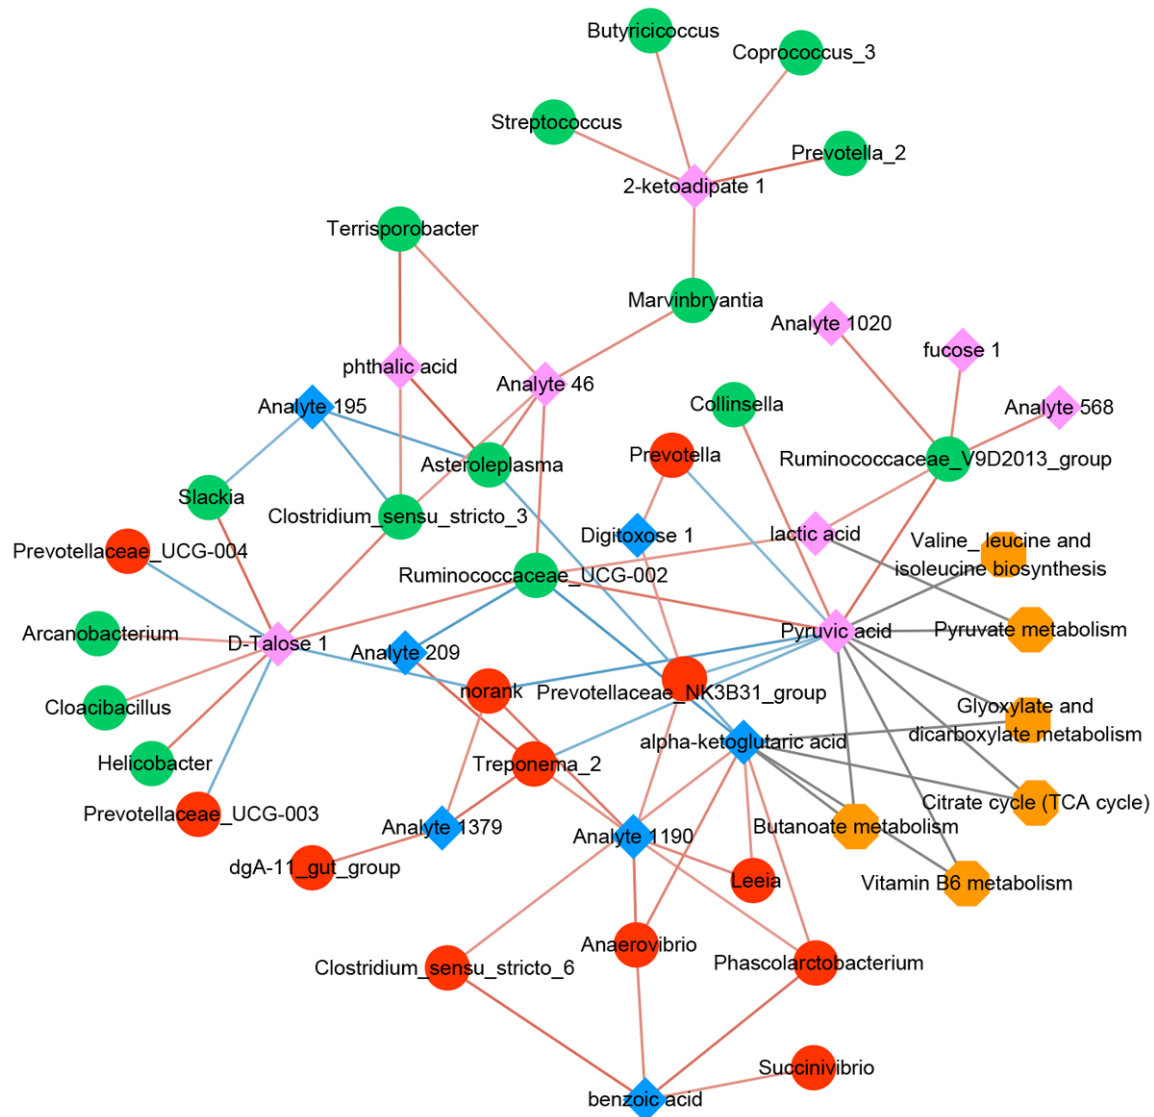 Butyricicoccus
Coprococcus_3
Streptococcus
Prevotella_2
2-ketoadipate 1
Terrisporobacter
Marvinbryantia
Analyte 1020
fucose 1
phthalic acid
Analyte 46
Analyte 195
Collinsella
Analyte 568
Prevotella
Ruminococcaceae_V9D2013_group
Asteroleplasma
Slackia
Clostridium_sensu_stricto_3
Digitoxose 1
lactic acid
Valine_ leucine and
isoleucine biosynthesis
Prevotellaceae_UCG-004
Ruminococcaceae_UCG-002
Arcanobacterium
D-Talose 1
Analyte 209
Pyruvic acid
Pyruvate metabolism
norank
Prevotellaceae_NK3B31_group
Cloacibacillus
Glyoxylate and
dicarboxylate metabolism
alpha-ketoglutaric acid
Helicobacter
Treponema_2
Citrate cycle (TCA cycle)
Prevotellaceae_UCG-003
Analyte 1379
Analyte 1190
Butanoate metabolism
dgA-11_gut_group
Leeia
Vitamin B6 metabolism
Anaerovibrio
Clostridium_sensu_stricto_6
Phascolarctobacterium
Succinivibrio
benzoic acid